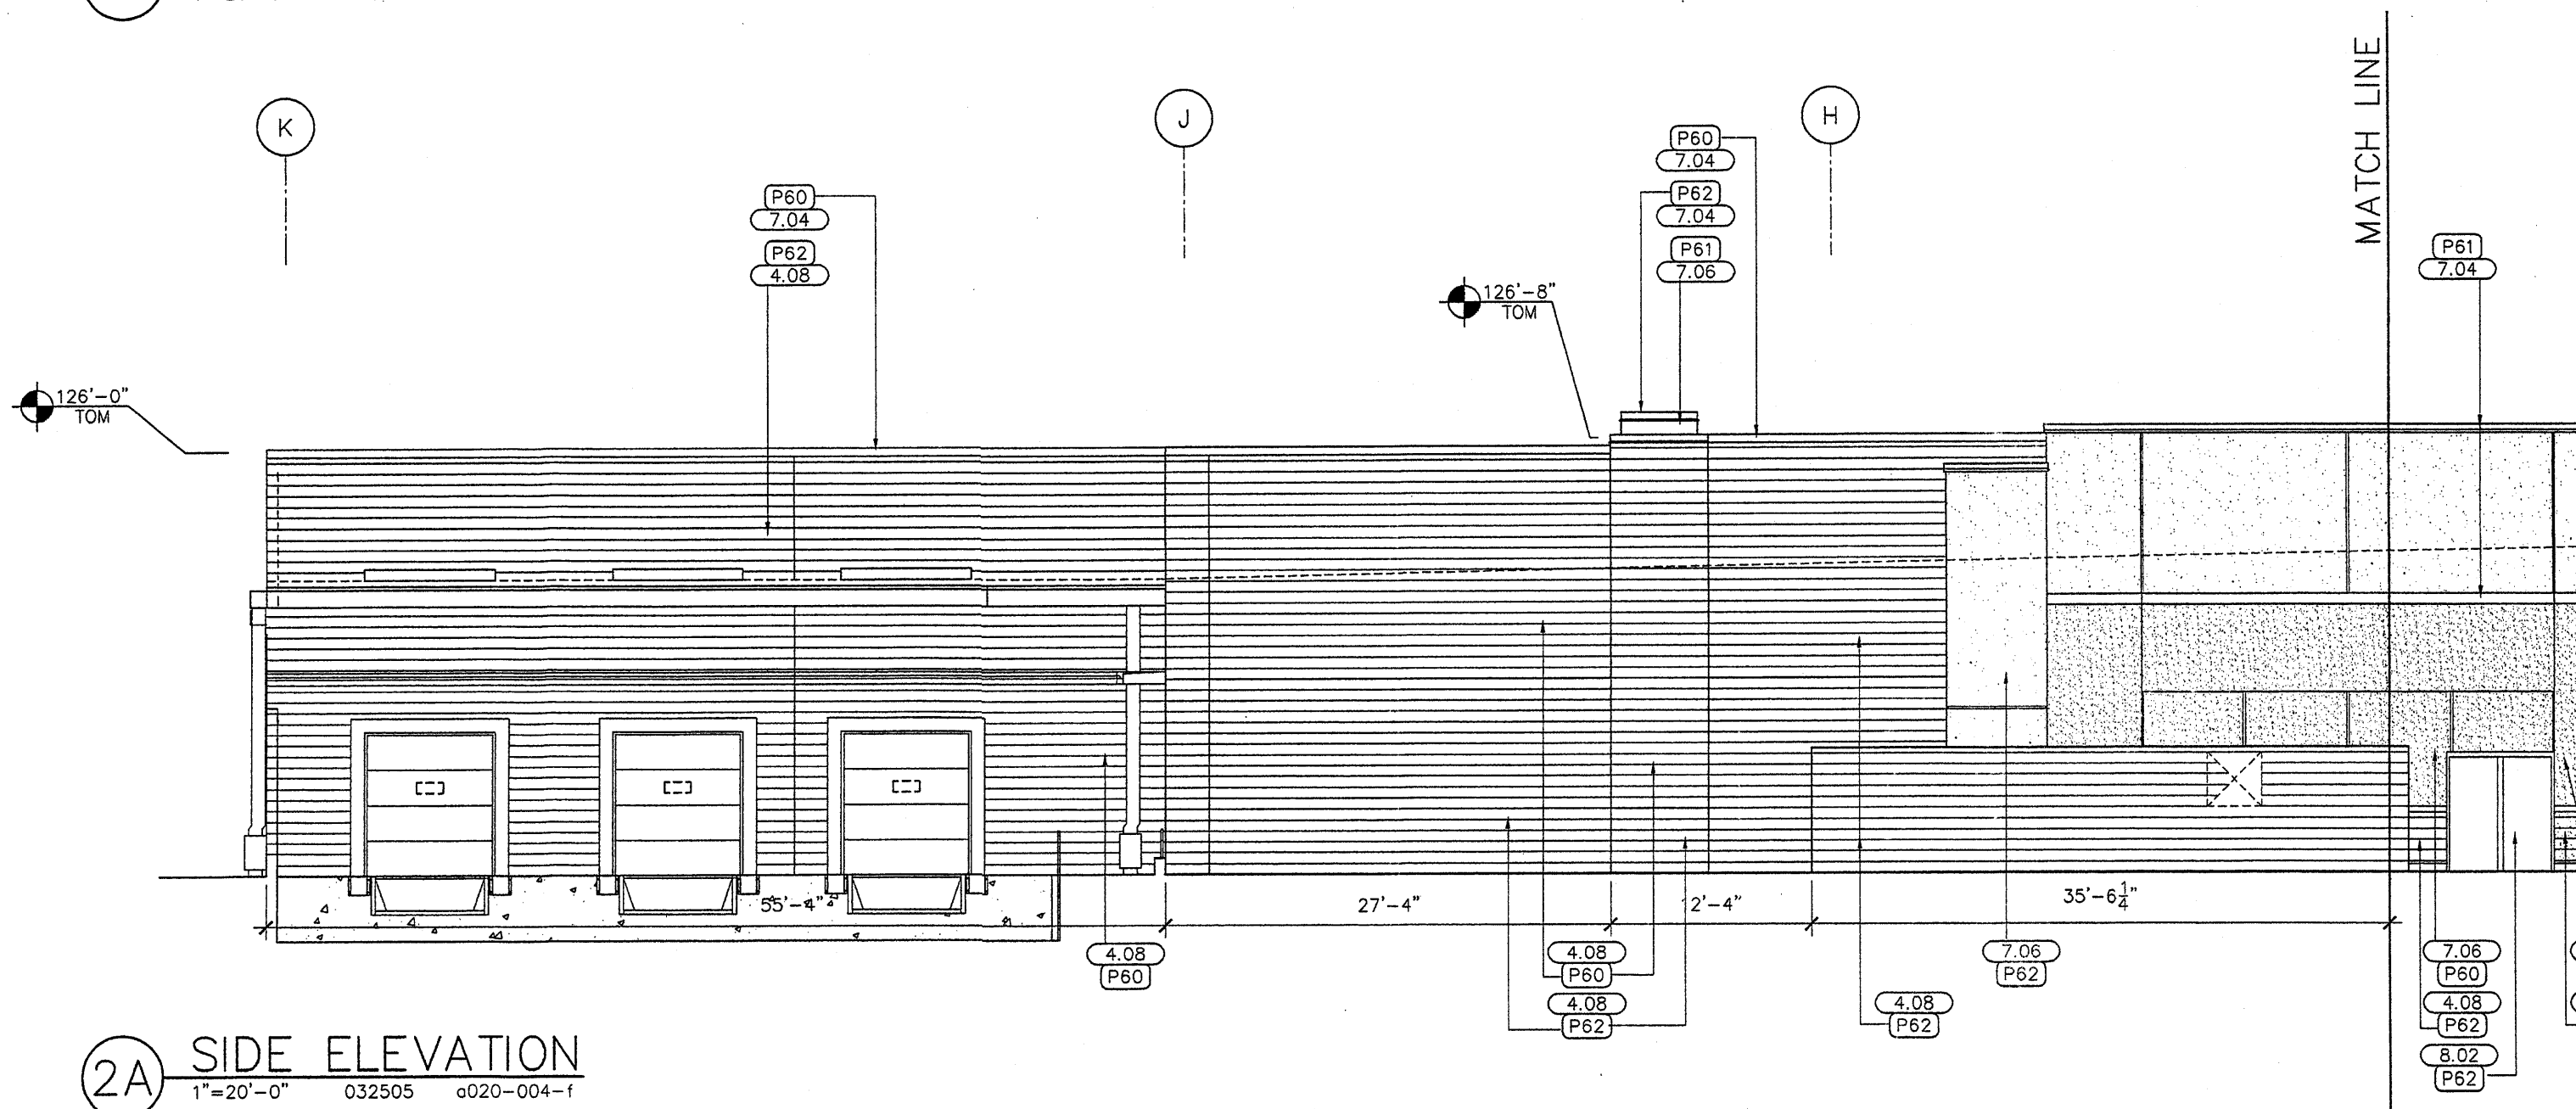 K
J
H
MATCH LINE
P60
7.04
P62
4.08
P60
7.04
P62
7.04
P61
7.06
P61
7.04
126'-8"
TOM
126'-0"
TOM
55'-4"
27'-4"
2'-4"
35'-6 1/4"
4.08
P60
4.08
P60
4.08
P62
4.08
P62
7.06
P62
7.06
P60
4.08
P62
8.02
P62
2A
SIDE ELEVATION
1"=20'-0" 032505 a020-004-f